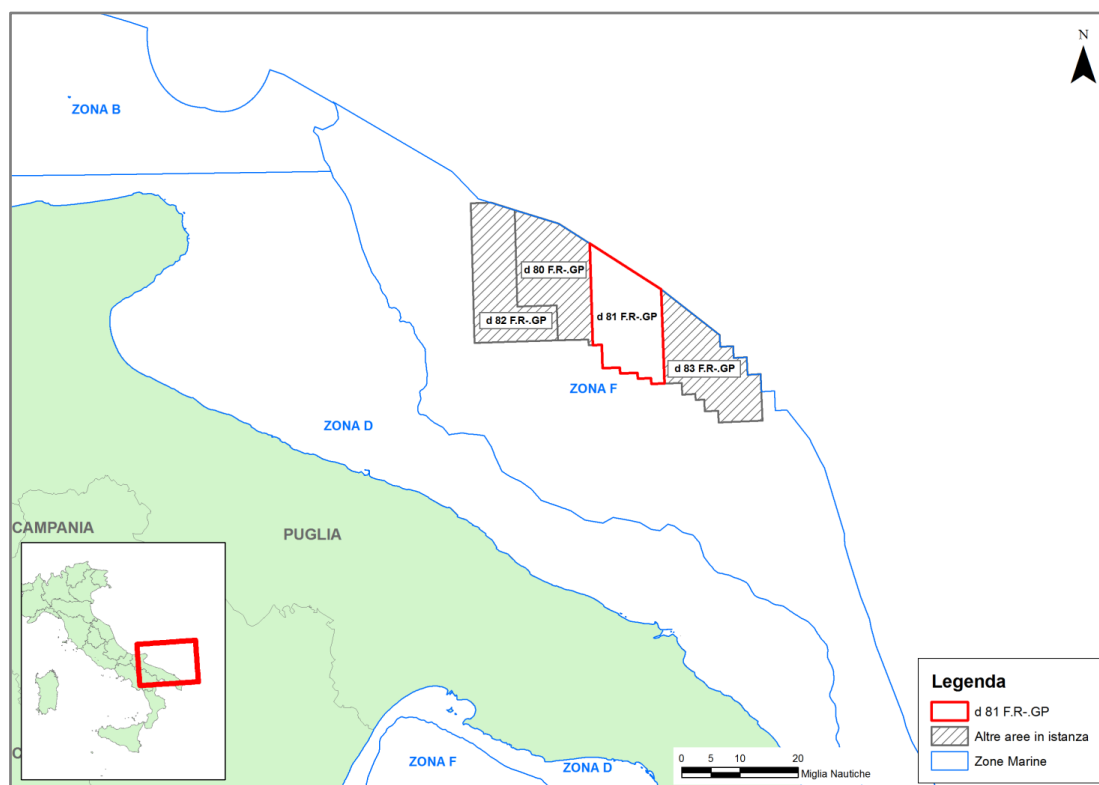 N
ZONA B
d 80 F.R-.GP
d 81 F.R-.GP
d 82 F.R-.GP
d 83 F.R-.GP
ZONA F
ZONA D
CAMPANIA
PUGLIA
C
ZONA F
ZONA D
0 5 10 20
Miglia Nautiche
Legenda
d 81 F.R-.GP
Altre aree in istanza
Zone Marine